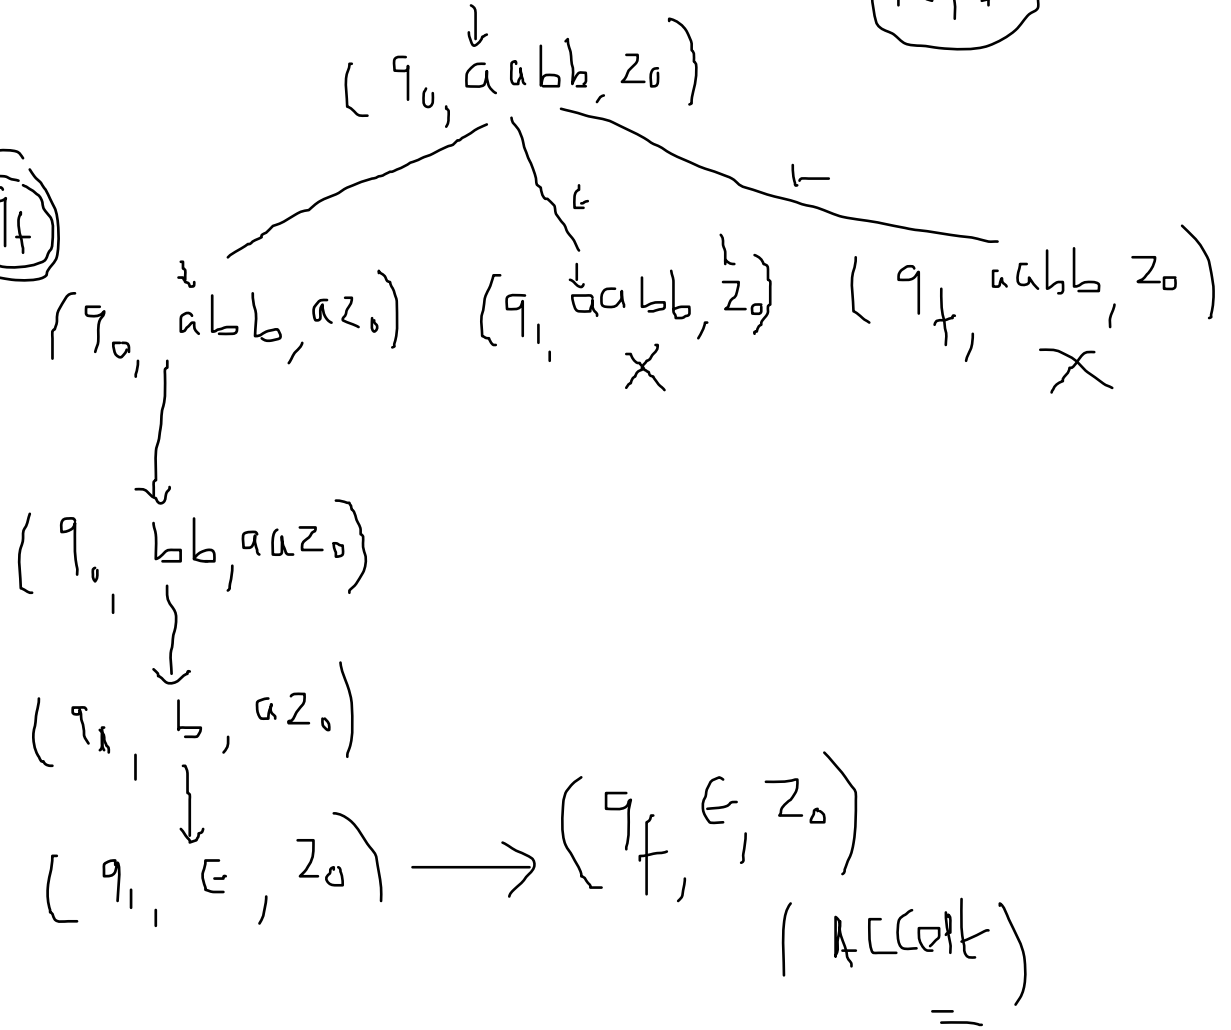 (q0, aabb, z0)
ϵ
⊢
qf
(q0, abb, az0) (q1, aabb, z0) (qf, aabb, z0)
X X
(q0, bb, aaz0)
(q1, b, az0)
(q1, ϵ, z0) → (qf, ϵ, z0)
(Accept)